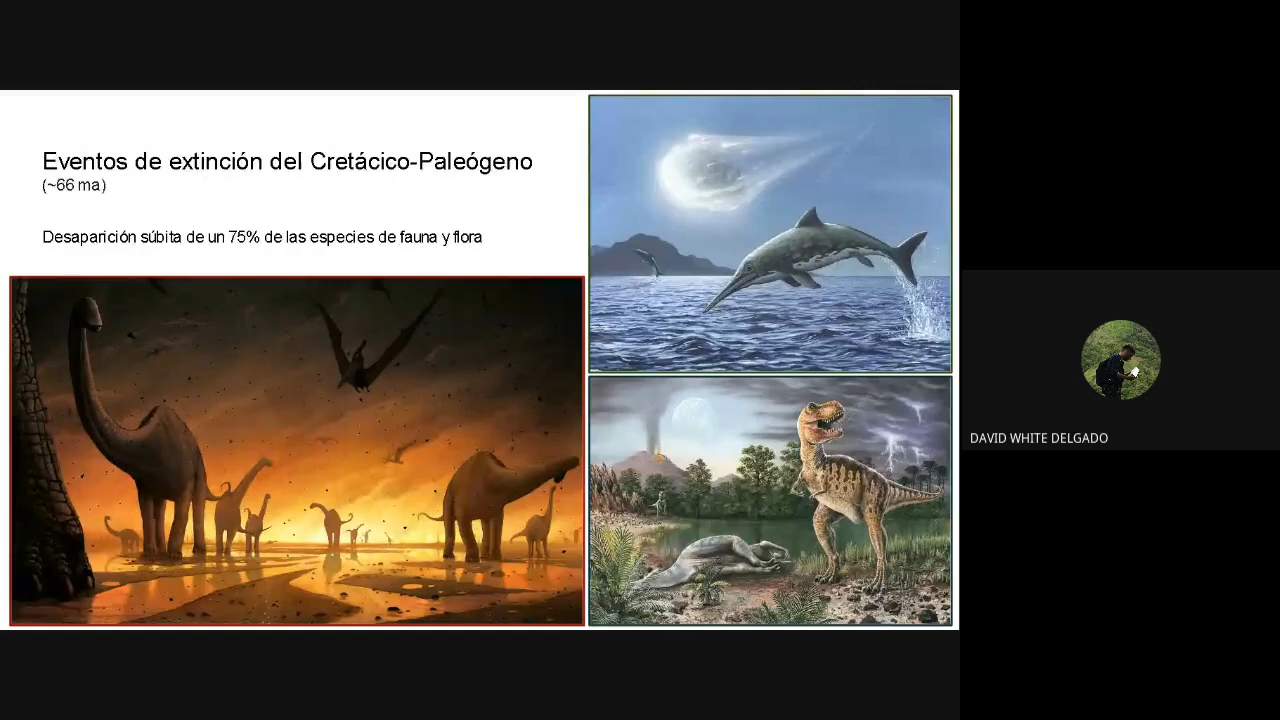 Eventos de extinción del Cretácico-Paleógeno
(~66 ma)
Desaparición súbita de un 75% de las especies de fauna y flora
DAVID WHITE DELGADO